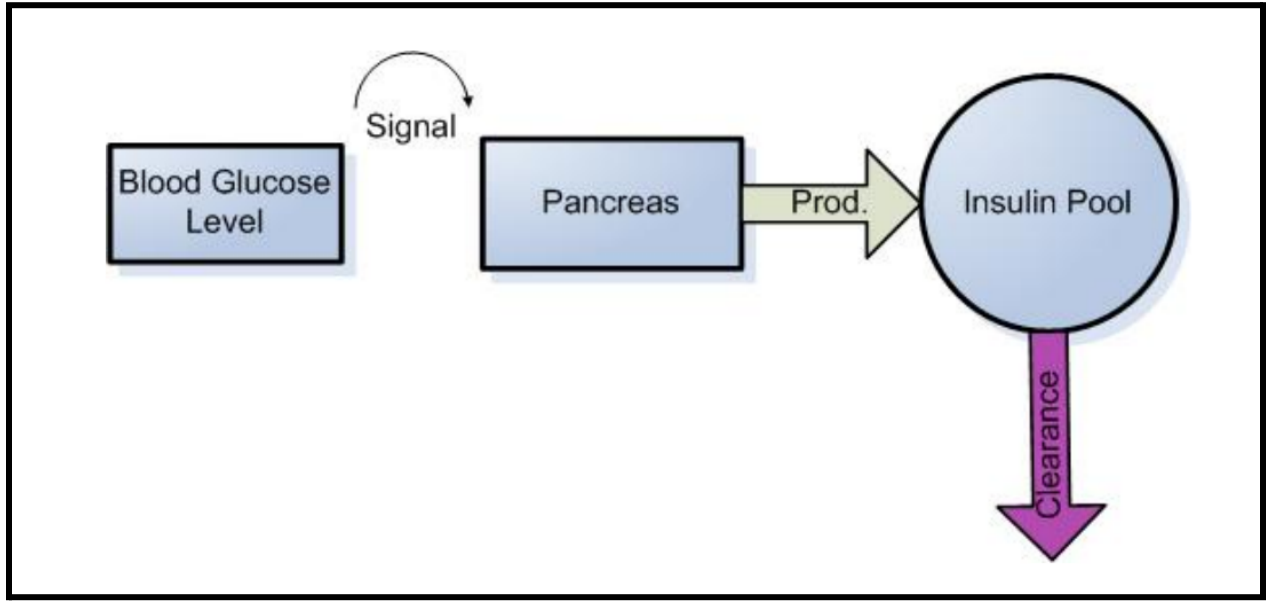 Signal
Blood Glucose
Level
Pancreas
Prod.
Insulin Pool
Clearance